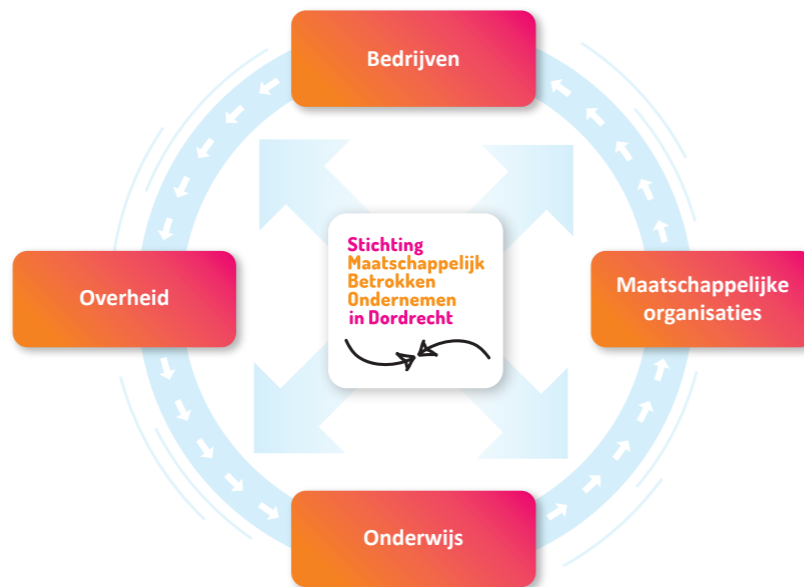 Bedrijven
Overheid
Stichting
Maatschappelijk
Betrokken
Ondernemen
in Dordrecht
Maatschappelijke
organisaties
Onderwijs